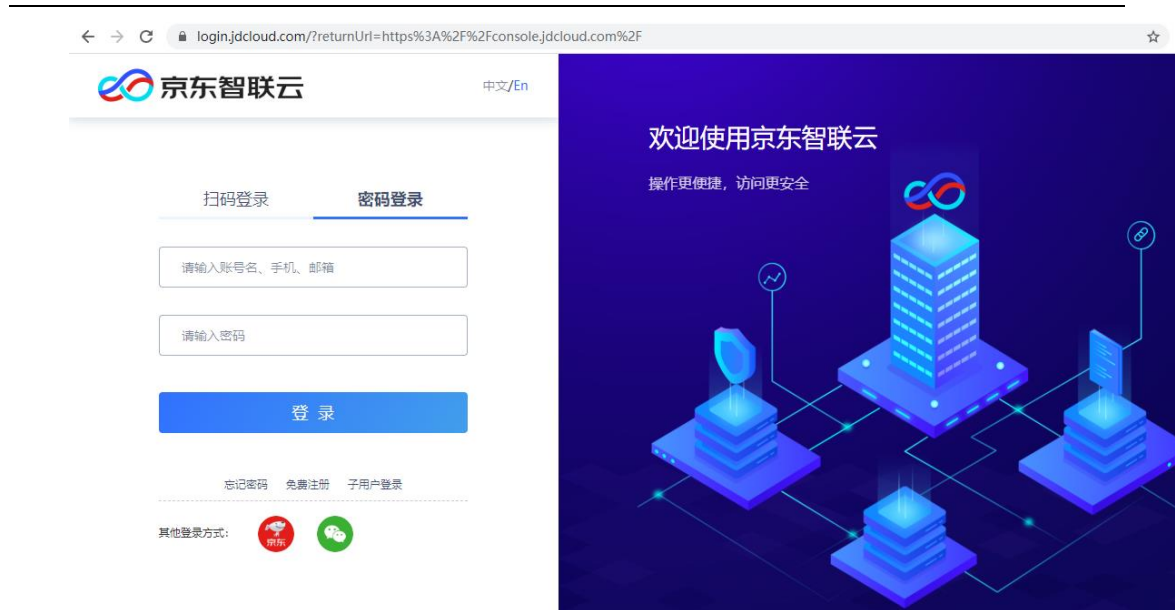 login.jdcloud.com/?returnUrl=https%3A%2F%2Fconsole.jdcloud.com%2F
京东智联云
中文/En
扫码登录
密码登录
请输入账号名、手机、邮箱
请输入密码
登 录
忘记密码 免费注册 子用户登录
其他登录方式:
京东
欢迎使用京东智联云
操作更便捷，访问更安全